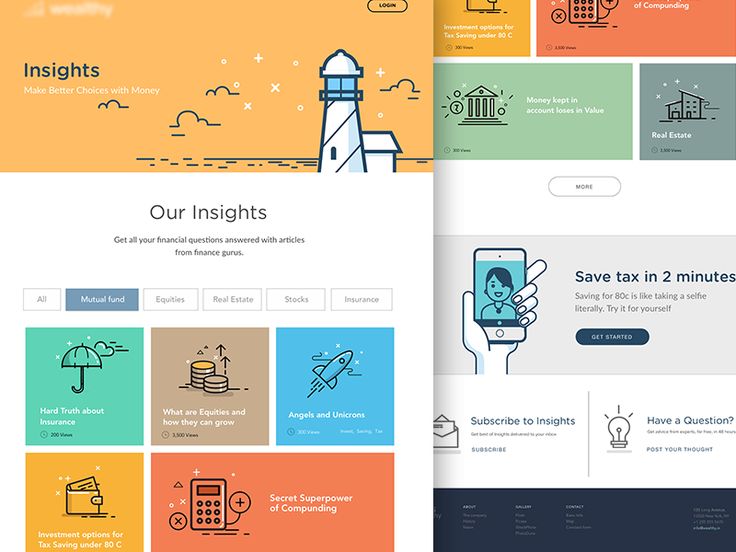 wealthy
LOGIN
Insights
Make Better Choices with Money
Our Insights
Get all your financial questions answered with articles
from finance gurus.
All
Mutual fund
Equities
Real Estate
Stocks
Insurance
Hard Truth about
Insurance
200 Views
What are Equities and
how they can grow
3,500 Views
Angels and Unicrons
300 Views
Invest, Saving, Tax
Investment options for
Tax Saving under 80 C
Secret Superpower
of Compunding
Investment options for
Tax Saving under 80 C
300 Views
of Compunding
3,500 Views
Money kept in
account loses in Value
300 Views
Real Estate
3,500 Views
MORE
Save tax in 2 minutes
Saving for 80c is like taking a selfie
literally. Try it for yourself
GET STARTED
Subscribe to Insights
Get best of insights delivered to your inbox
SUBSCRIBE
Have a Question?
Get advice from experts, for free, in 48 hours
POST YOUR THOUGHT
ABOUT
The company
History
Vision
GALLERY
Flickr
Picasa
iStockPhoto
PhotoDune
CONTACT
Basic Info
Map
Contact form